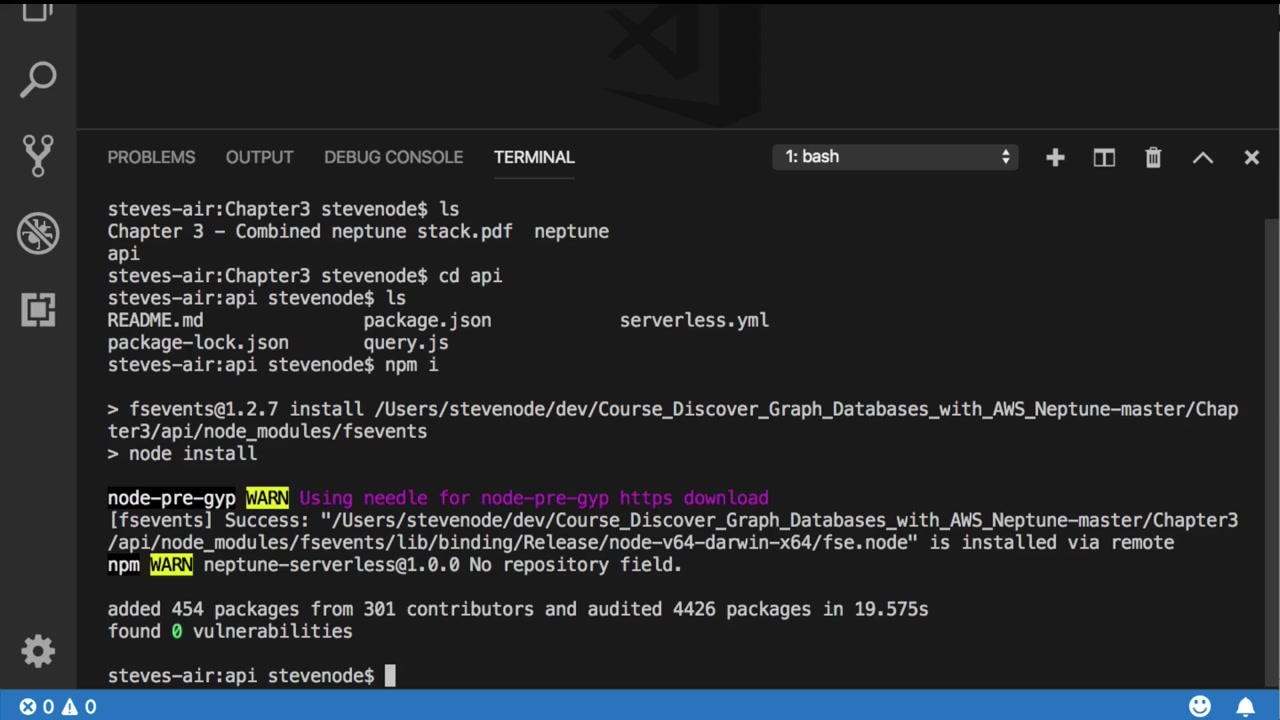 PROBLEMS OUTPUT DEBUG CONSOLE TERMINAL 1: bash
steves-air:Chapter3 stevenode$ ls
Chapter 3 - Combined neptune stack.pdf  neptune
api
steves-air:Chapter3 stevenode$ cd api
steves-air:api stevenode$ ls
README.md package.json serverless.yml
package-lock.json query.js
steves-air:api stevenode$ npm i
> fsevents@1.2.7 install /Users/stevenode/dev/Course_Discover_Graph_Databases_with_AWS_Neptune-master/Chap
ter3/api/node_modules/fsevents
> node install
node-pre-gyp WARN Using needle for node-pre-gyp https download
[fsevents] Success: "/Users/stevenode/dev/Course_Discover_Graph_Databases_with_AWS_Neptune-master/Chapter3
/api/node_modules/fsevents/lib/binding/Release/node-v64-darwin-x64/fse.node" is installed via remote
npm WARN neptune-serverless@1.0.0 No repository field.
added 454 packages from 301 contributors and audited 4426 packages in 19.575s
found 0 vulnerabilities
steves-air:api stevenode$
0 0